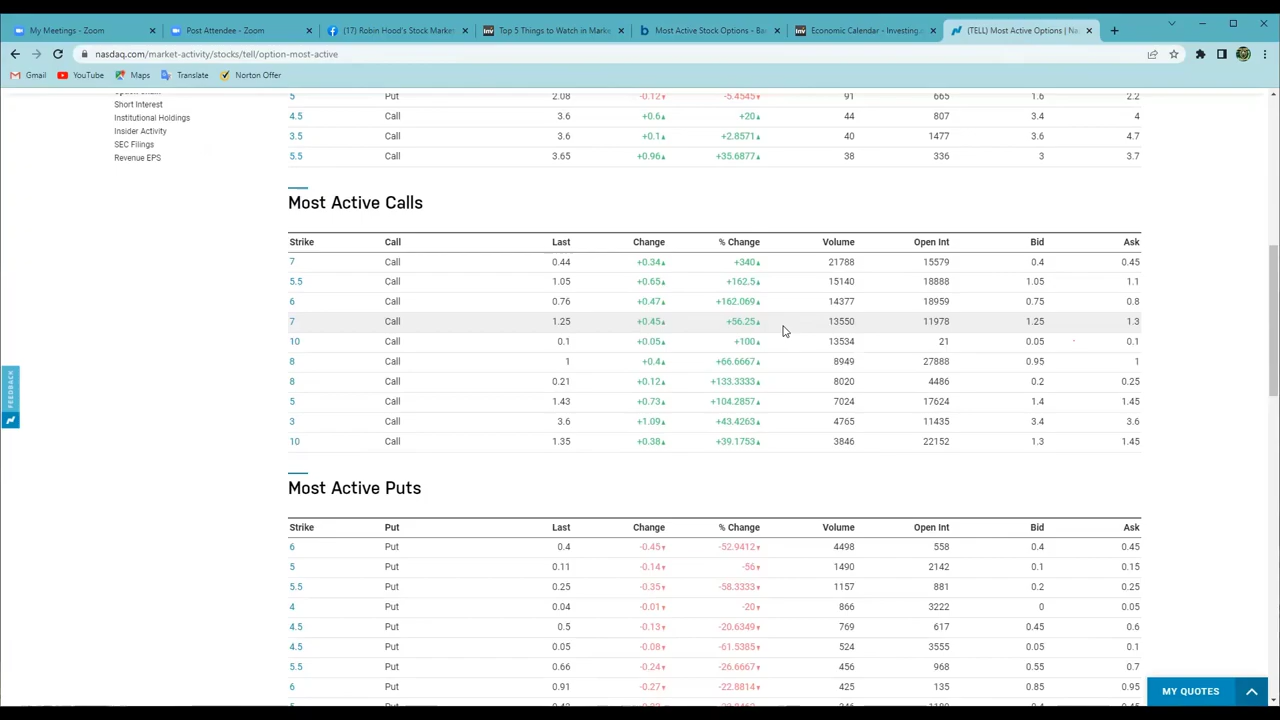 My Meetings - Zoom
Post Attendee - Zoom
(17) Robin Hood's Stock Market
Top 5 Things to Watch in Marke
Most Active Stock Options - Ba
Economic Calendar - Investing.c
(TELL) Most Active Options | Na
nasdaq.com/market-activity/stocks/tell/option-most-active
Gmail YouTube Maps Translate Norton Offer
Short Interest
Institutional Holdings
Insider Activity
SEC Filings
Revenue EPS
5 Put 2.08 -0.12 -5.4545 91 665 1.6 2.2
4.5 Call 3.6 +0.6 +20 44 807 3.4 4
3.5 Call 3.6 +0.1 +2.8571 40 1477 3.6 4.7
5.5 Call 3.65 +0.96 +35.6877 38 336 3 3.7
Most Active Calls
Strike Call Last Change % Change Volume Open Int Bid Ask
7 Call 0.44 +0.34 +340 21788 15579 0.4 0.45
5.5 Call 1.05 +0.65 +162.5 15140 18888 1.05 1.1
6 Call 0.76 +0.47 +162.069 14377 18959 0.75 0.8
7 Call 1.25 +0.45 +56.25 13550 11978 1.25 1.3
10 Call 0.1 +0.05 +100 13534 21 0.05 0.1
8 Call 1 +0.4 +66.6667 8949 27888 0.95 1
8 Call 0.21 +0.12 +133.3333 8020 4486 0.2 0.25
5 Call 1.43 +0.73 +104.2857 7024 17624 1.4 1.45
3 Call 3.6 +1.09 +43.4263 4765 11435 3.4 3.6
10 Call 1.35 +0.38 +39.1753 3846 22152 1.3 1.45
FEEDBACK
Most Active Puts
Strike Put Last Change % Change Volume Open Int Bid Ask
6 Put 0.4 -0.45 -52.9412 4498 558 0.4 0.45
5 Put 0.11 -0.14 -56 1490 2142 0.1 0.15
5.5 Put 0.25 -0.35 -58.3333 1157 881 0.2 0.25
4 Put 0.04 -0.01 -20 866 3222 0 0.05
4.5 Put 0.5 -0.13 -20.6349 769 617 0.45 0.6
4.5 Put 0.05 -0.08 -61.5385 524 3555 0.05 0.1
5.5 Put 0.66 -0.24 -26.6667 456 968 0.55 0.7
6 Put 0.91 -0.27 -22.8814 425 135 0.85 0.95
MY QUOTES